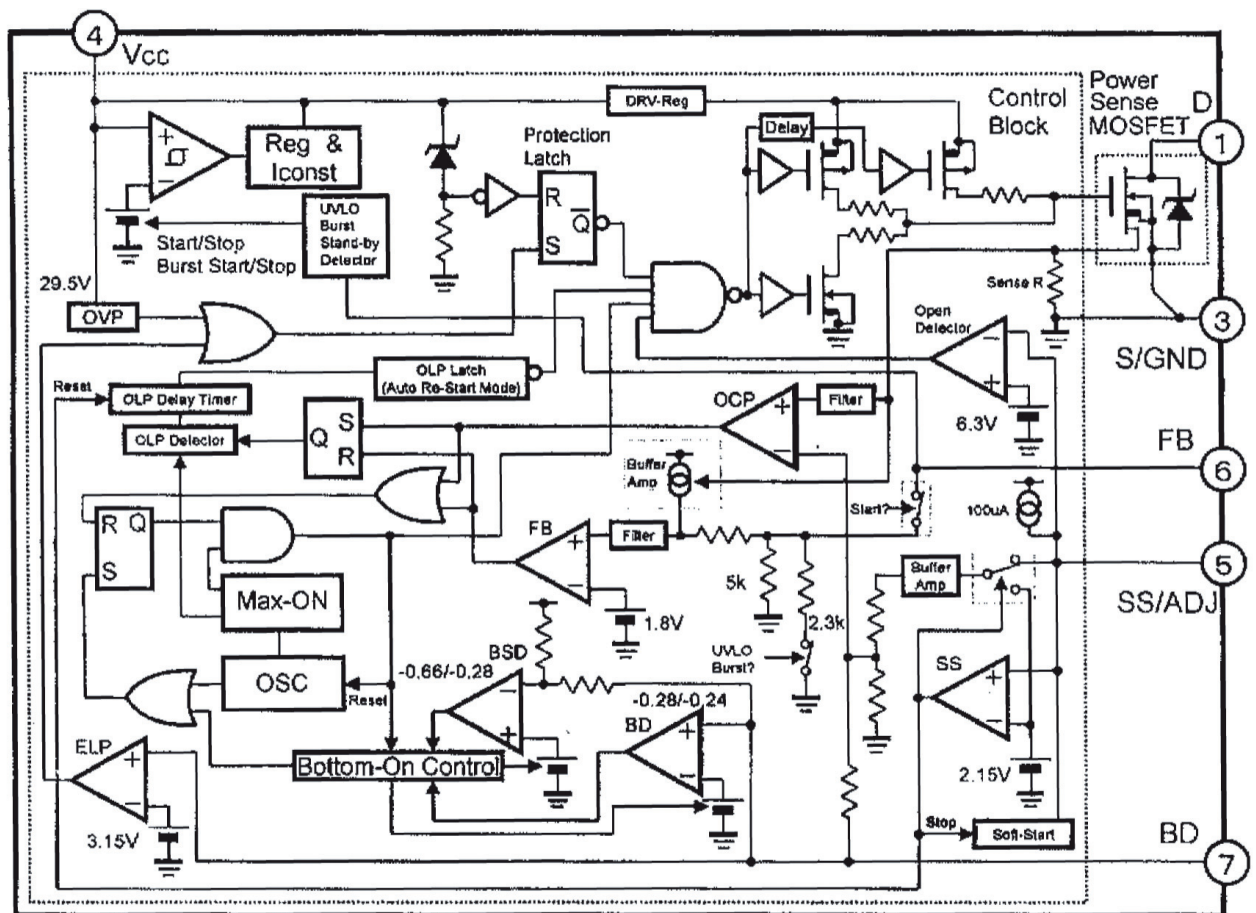 4
Vcc
DRV-Reg
Control
Block
Power
Sense
MOSFET
D
1
Delay
Protection
Latch
+
−
Reg &
Iconst
R
Q
S
UVLO
Burst
Stand-by
Detector
Start/Stop
Burst Start/Stop
29.5V
OVP
Sense R
Open
Detector
−
+
3
S/GND
6.3V
OLP Latch
(Auto Re-Start Mode)
Reset
OLP Delay Timer
OLP Detector
OCP
+
−
Filter
Q
S
R
Buffer
Amp
FB
6
Start?
100uA
R
Q
S
FB
+
−
Filter
Buffer
Amp
5
SS/ADJ
Max-ON
5k
1.8V
2.3k
UVLO
Burst?
BSD
-0.66/-0.28
OSC
Reset
−
+
-0.28/-0.24
BD
+
−
SS
+
−
ELP
+
−
Bottom-On Control
2.15V
3.15V
Stop
Soft-Start
BD
7